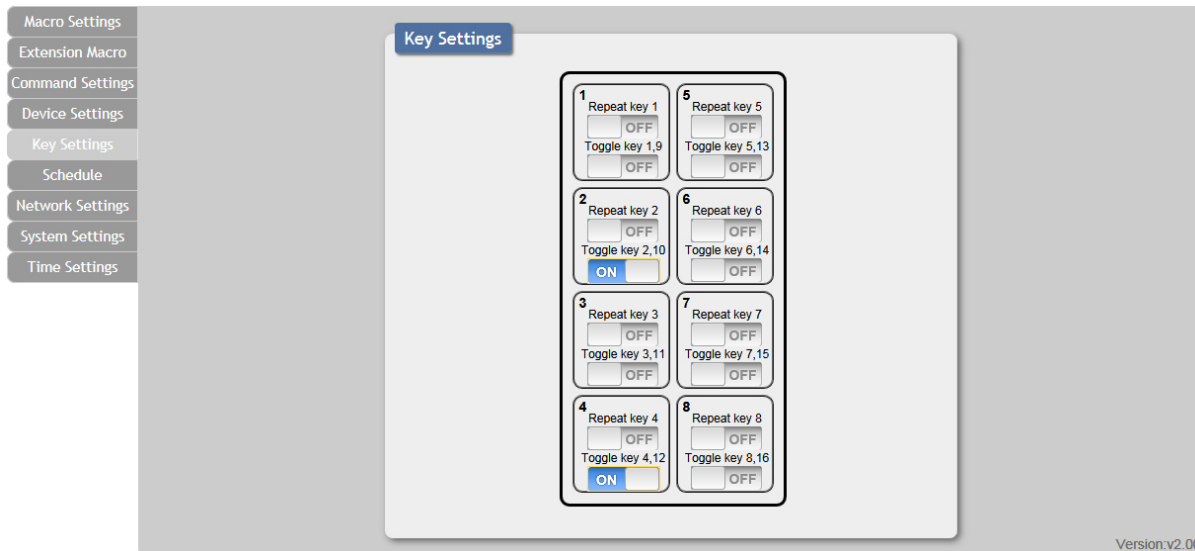 Macro Settings
Extension Macro
Command Settings
Device Settings
Key Settings
Schedule
Network Settings
System Settings
Time Settings
Key Settings
1
Repeat key 1
OFF
Toggle key 1,9
OFF
2
Repeat key 2
OFF
Toggle key 2,10
ON
3
Repeat key 3
OFF
Toggle key 3,11
OFF
4
Repeat key 4
OFF
Toggle key 4,12
ON
5
Repeat key 5
OFF
Toggle key 5,13
OFF
6
Repeat key 6
OFF
Toggle key 6,14
OFF
7
Repeat key 7
OFF
Toggle key 7,15
OFF
8
Repeat key 8
OFF
Toggle key 8,16
OFF
Version:v2.00